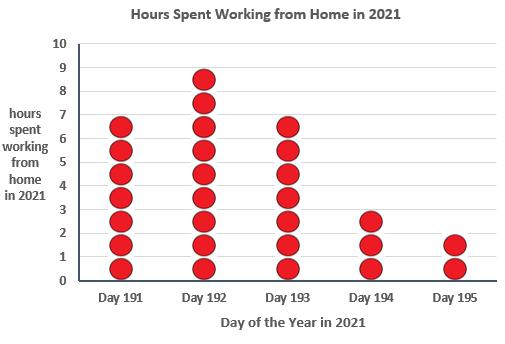 Hours Spent Working from Home in 2021
10
9
8
7
6
5
4
3
2
1
0
hours
spent
working
from
home
in 2021
Day 191 Day 192 Day 193 Day 194 Day 195
Day of the Year in 2021